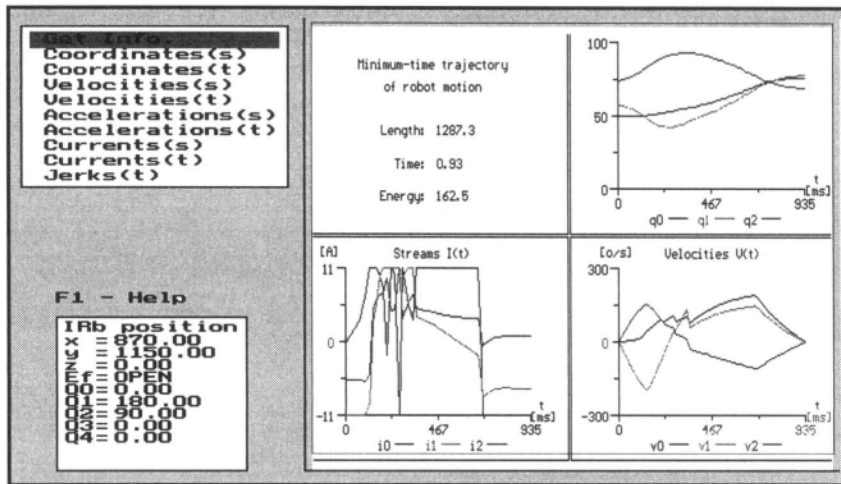 Get Info.
Coordinates(s)
Coordinates(t)
Velocities(s)
Velocities(t)
Accelerations(s)
Accelerations(t)
Currents(s)
Currents(t)
Jerks(t)
F1 - Help
IRb position
x =870.00
y =1150.00
z =0.00
Ef=OPEN
Q0=0.00
Q1=180.00
Q2=90.00
Q3=0.00
Q4=0.00
Minimum-time trajectory
of robot motion
Length: 1287.3
Time: 0.93
Energy: 162.5
100
50
0
t
[ms]
0 467 935
q0 q1 q2
[A] Streams I(t)
11
0
-11
t
[ms]
0 467 935
i0 i1 i2
[o/s] Velocities V(t)
300
0
-300
t
[ms]
0 467 935
v0 v1 v2